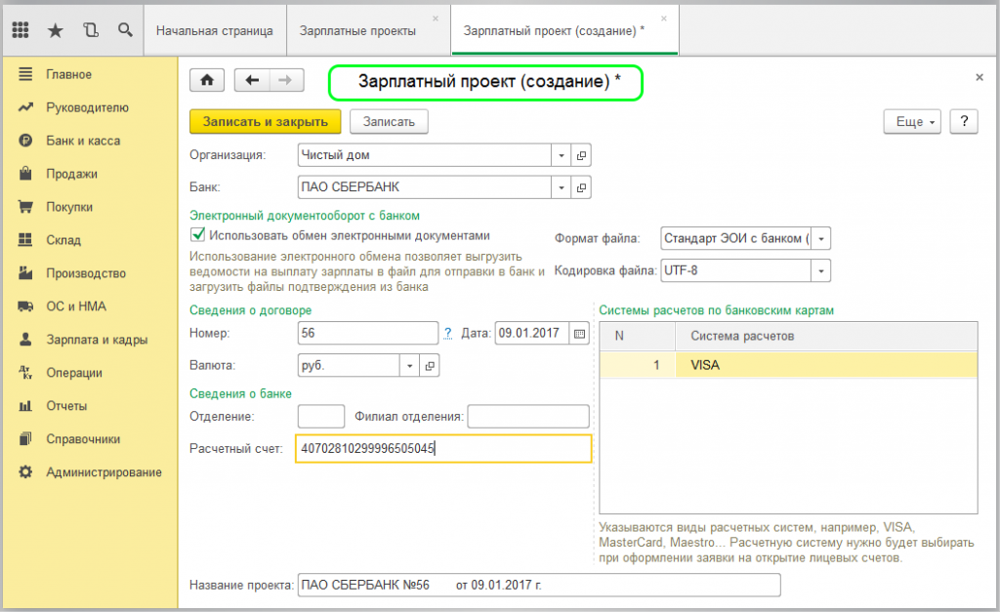 Начальная страница
Зарплатные проекты
Зарплатный проект (создание) *
Главное
Руководителю
Банк и касса
Продажи
Покупки
Склад
Производство
ОС и НМА
Зарплата и кадры
Операции
Отчеты
Справочники
Администрирование
Зарплатный проект (создание) *
Записать и закрыть
Записать
Еще
?
Организация:
Чистый дом
Банк:
ПАО СБЕРБАНК
Электронный документооборот с банком
Использовать обмен электронными документами
Использование электронного обмена позволяет выгрузить
ведомости на выплату зарплаты в файл для отправки в банк и
загрузить файлы подтверждения из банка
Формат файла:
Стандарт ЭОИ с банком (
Кодировка файла:
UTF-8
Сведения о договоре
Номер:
56
?
Дата:
09.01.2017
Валюта:
руб.
Сведения о банке
Отделение:
Филиал отделения:
Расчетный счет:
40702810299996505045
Системы расчетов по банковским картам
N
Система расчетов
1
VISA
Указываются виды расчетных систем, например, VISA,
MasterCard, Maestro... Расчетную систему нужно будет выбирать
при оформлении заявки на открытие лицевых счетов.
Название проекта:
ПАО СБЕРБАНК №56 от 09.01.2017 г.